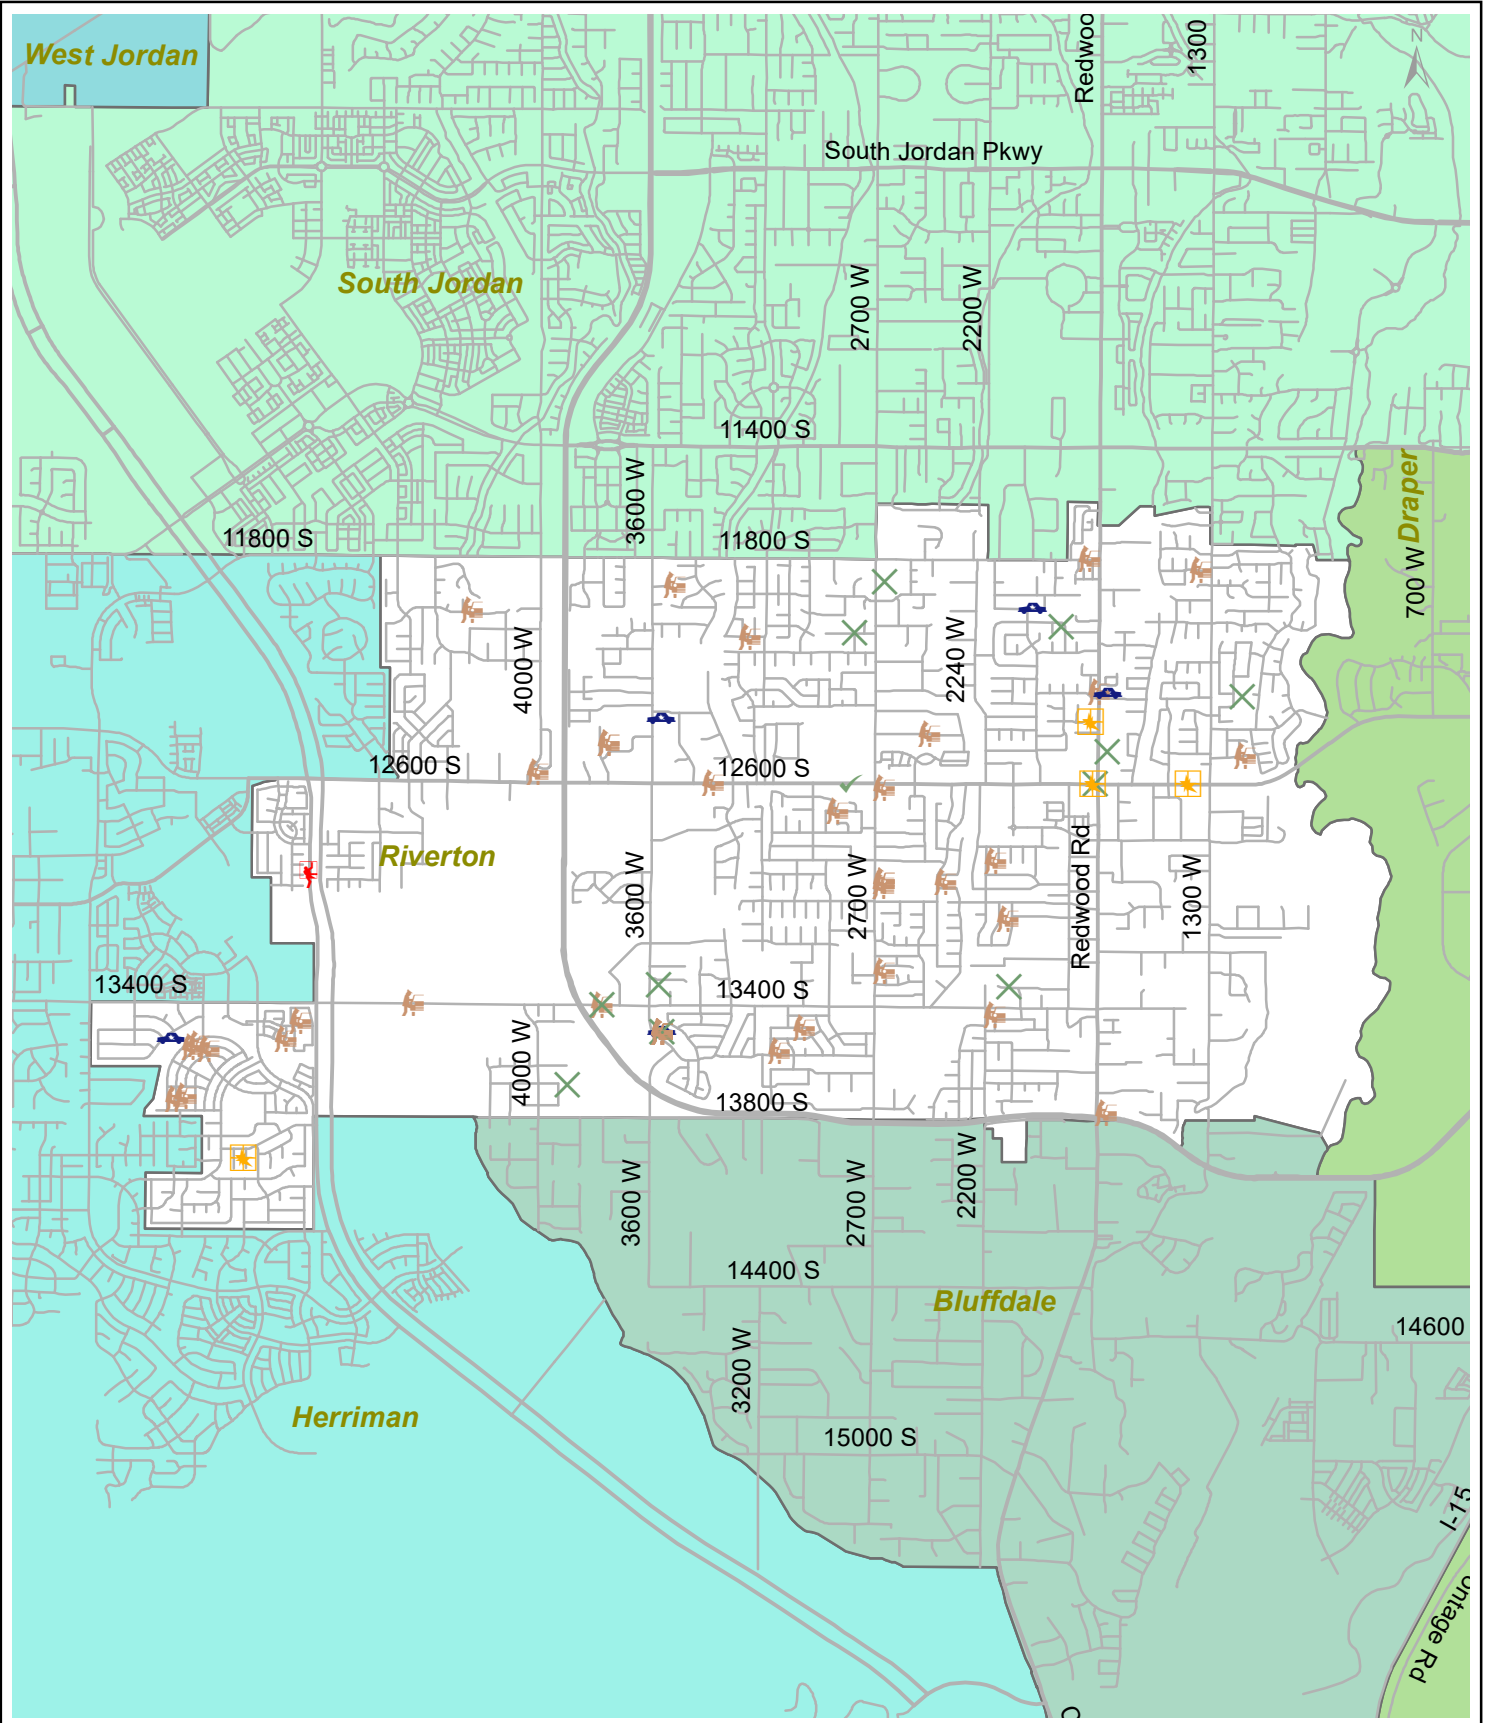 West Jordan
Redwoo
1300
N
South Jordan Pkwy
South Jordan
2700 W
2200 W
11400 S
3600 W
Draper
11800 S
11800 S
700 W
4000 W
2240 W
12600 S
12600 S
Riverton
3600 W
2700 W
Redwood Rd
1300 W
13400 S
13400 S
4000 W
13800 S
3600 W
2700 W
2200 W
14400 S
Bluffdale
14600
3200 W
Herriman
15000 S
I-15
ontage Rd